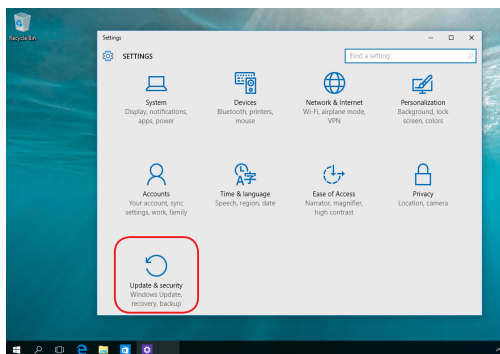 Recycle Bin
Settings
SETTINGS
Find a setting
System
Display, notifications,
apps, power
Devices
Bluetooth, printers,
mouse
Network & Internet
Wi-Fi, airplane mode,
VPN
Personalization
Background, lock
screen, colors
Accounts
Your account, sync
settings, work, family
Time & language
Speech, region, date
Ease of Access
Narrator, magnifier,
high contrast
Privacy
Location, camera
Update & security
Windows Update,
recovery, backup